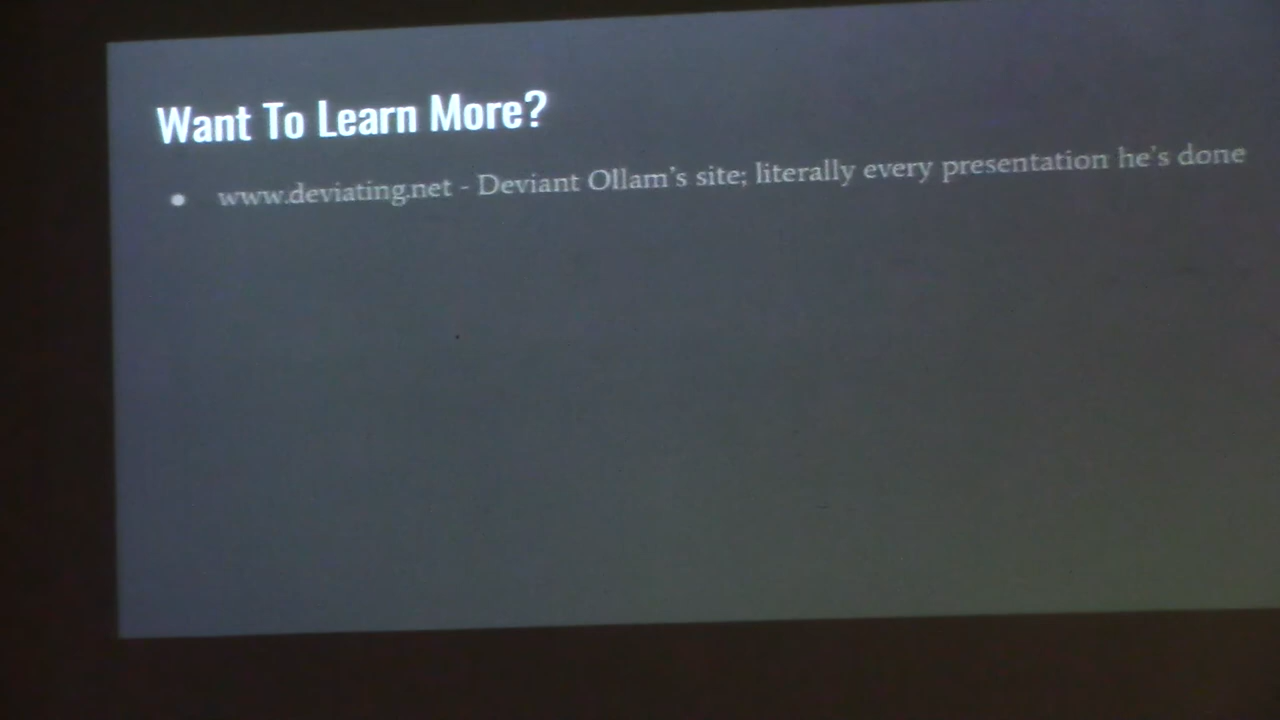 Want To Learn More?
• www.deviating.net - Deviant Ollam's site; literally every presentation he's done